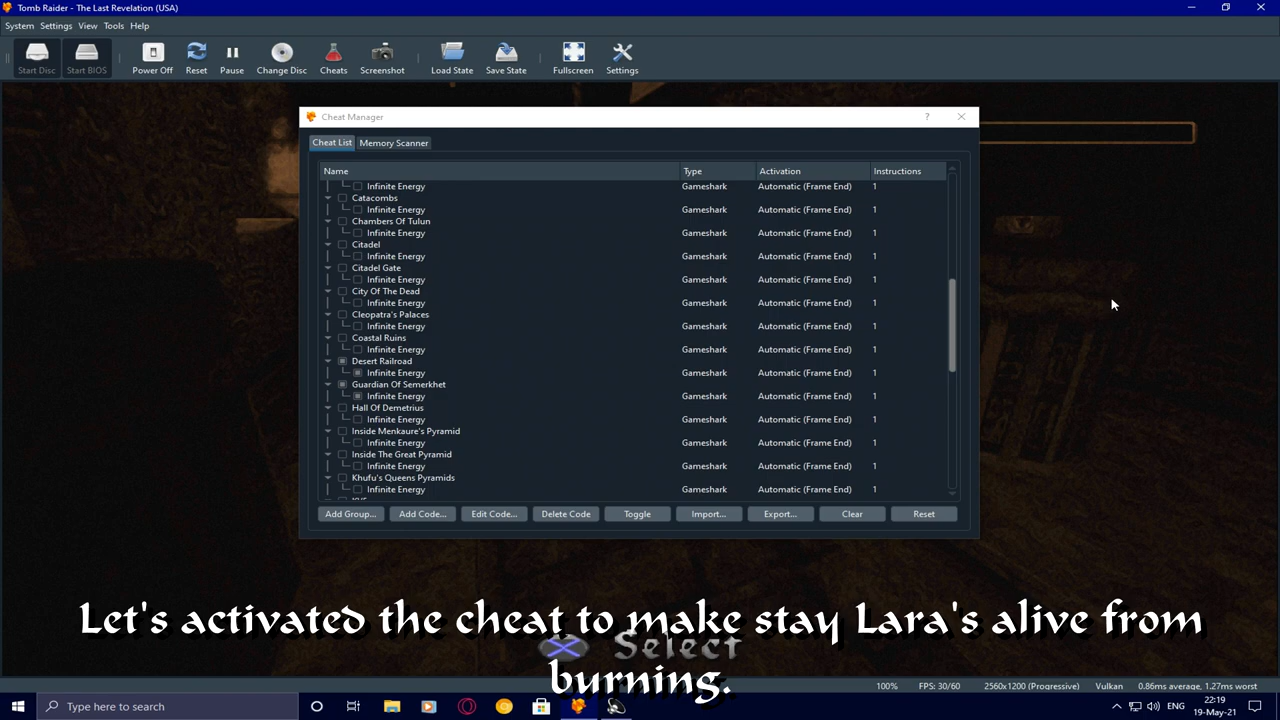 Tomb Raider - The Last Revelation (USA)
System Settings View Tools Help
Start Disc Start BIOS Power Off Reset Pause Change Disc Cheats Screenshot Load State Save State Fullscreen Settings
Cheat Manager ?
Cheat List Memory Scanner
Name Type Activation Instructions
Infinite Energy Gameshark Automatic (Frame End) 1
Catacombs
Infinite Energy Gameshark Automatic (Frame End) 1
Chambers Of Tulun
Infinite Energy Gameshark Automatic (Frame End) 1
Citadel
Infinite Energy Gameshark Automatic (Frame End) 1
Citadel Gate
Infinite Energy Gameshark Automatic (Frame End) 1
City Of The Dead
Infinite Energy Gameshark Automatic (Frame End) 1
Cleopatra's Palaces
Infinite Energy Gameshark Automatic (Frame End) 1
Coastal Ruins
Infinite Energy Gameshark Automatic (Frame End) 1
Desert Railroad
Infinite Energy Gameshark Automatic (Frame End) 1
Guardian Of Semerkhet
Infinite Energy Gameshark Automatic (Frame End) 1
Hall Of Demetrius
Infinite Energy Gameshark Automatic (Frame End) 1
Inside Menkaure's Pyramid
Infinite Energy Gameshark Automatic (Frame End) 1
Inside The Great Pyramid
Infinite Energy Gameshark Automatic (Frame End) 1
Khufu's Queens Pyramids
Infinite Energy Gameshark Automatic (Frame End) 1
Add Group... Add Code... Edit Code... Delete Code Toggle Import... Export... Clear Reset
Let's activated the cheat to make stay Lara's alive from
Select
burning.
100% FPS: 30/60 2560x1200 (Progressive) Vulkan 0.86ms average, 1.27ms worst
Type here to search ENG 22:19
19-May-21